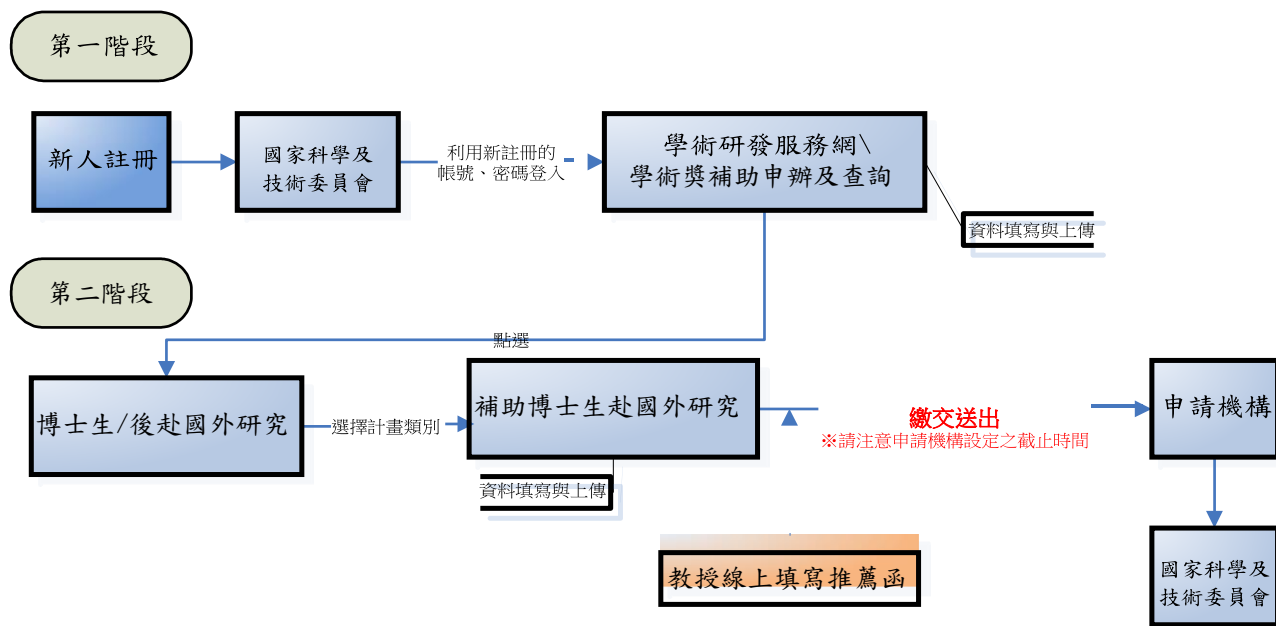 第一階段
新人註冊
國家科學及
技術委員會
利用新註冊的
帳號、密碼登入
學術研發服務網\
學術獎補助申辦及查詢
資料填寫與上傳
第二階段
點選
博士生/後赴國外研究
選擇計畫類別
補助博士生赴國外研究
資料填寫與上傳
繳交送出
※請注意申請機構設定之截止時間
申請機構
教授線上填寫推薦函
國家科學及
技術委員會